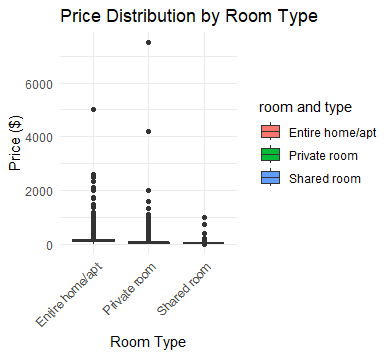 Price Distribution by Room Type
Price ($)
6000
4000
2000
0
Entire home/apt
Private room
Shared room
Room Type
room and type
Entire home/apt
Private room
Shared room